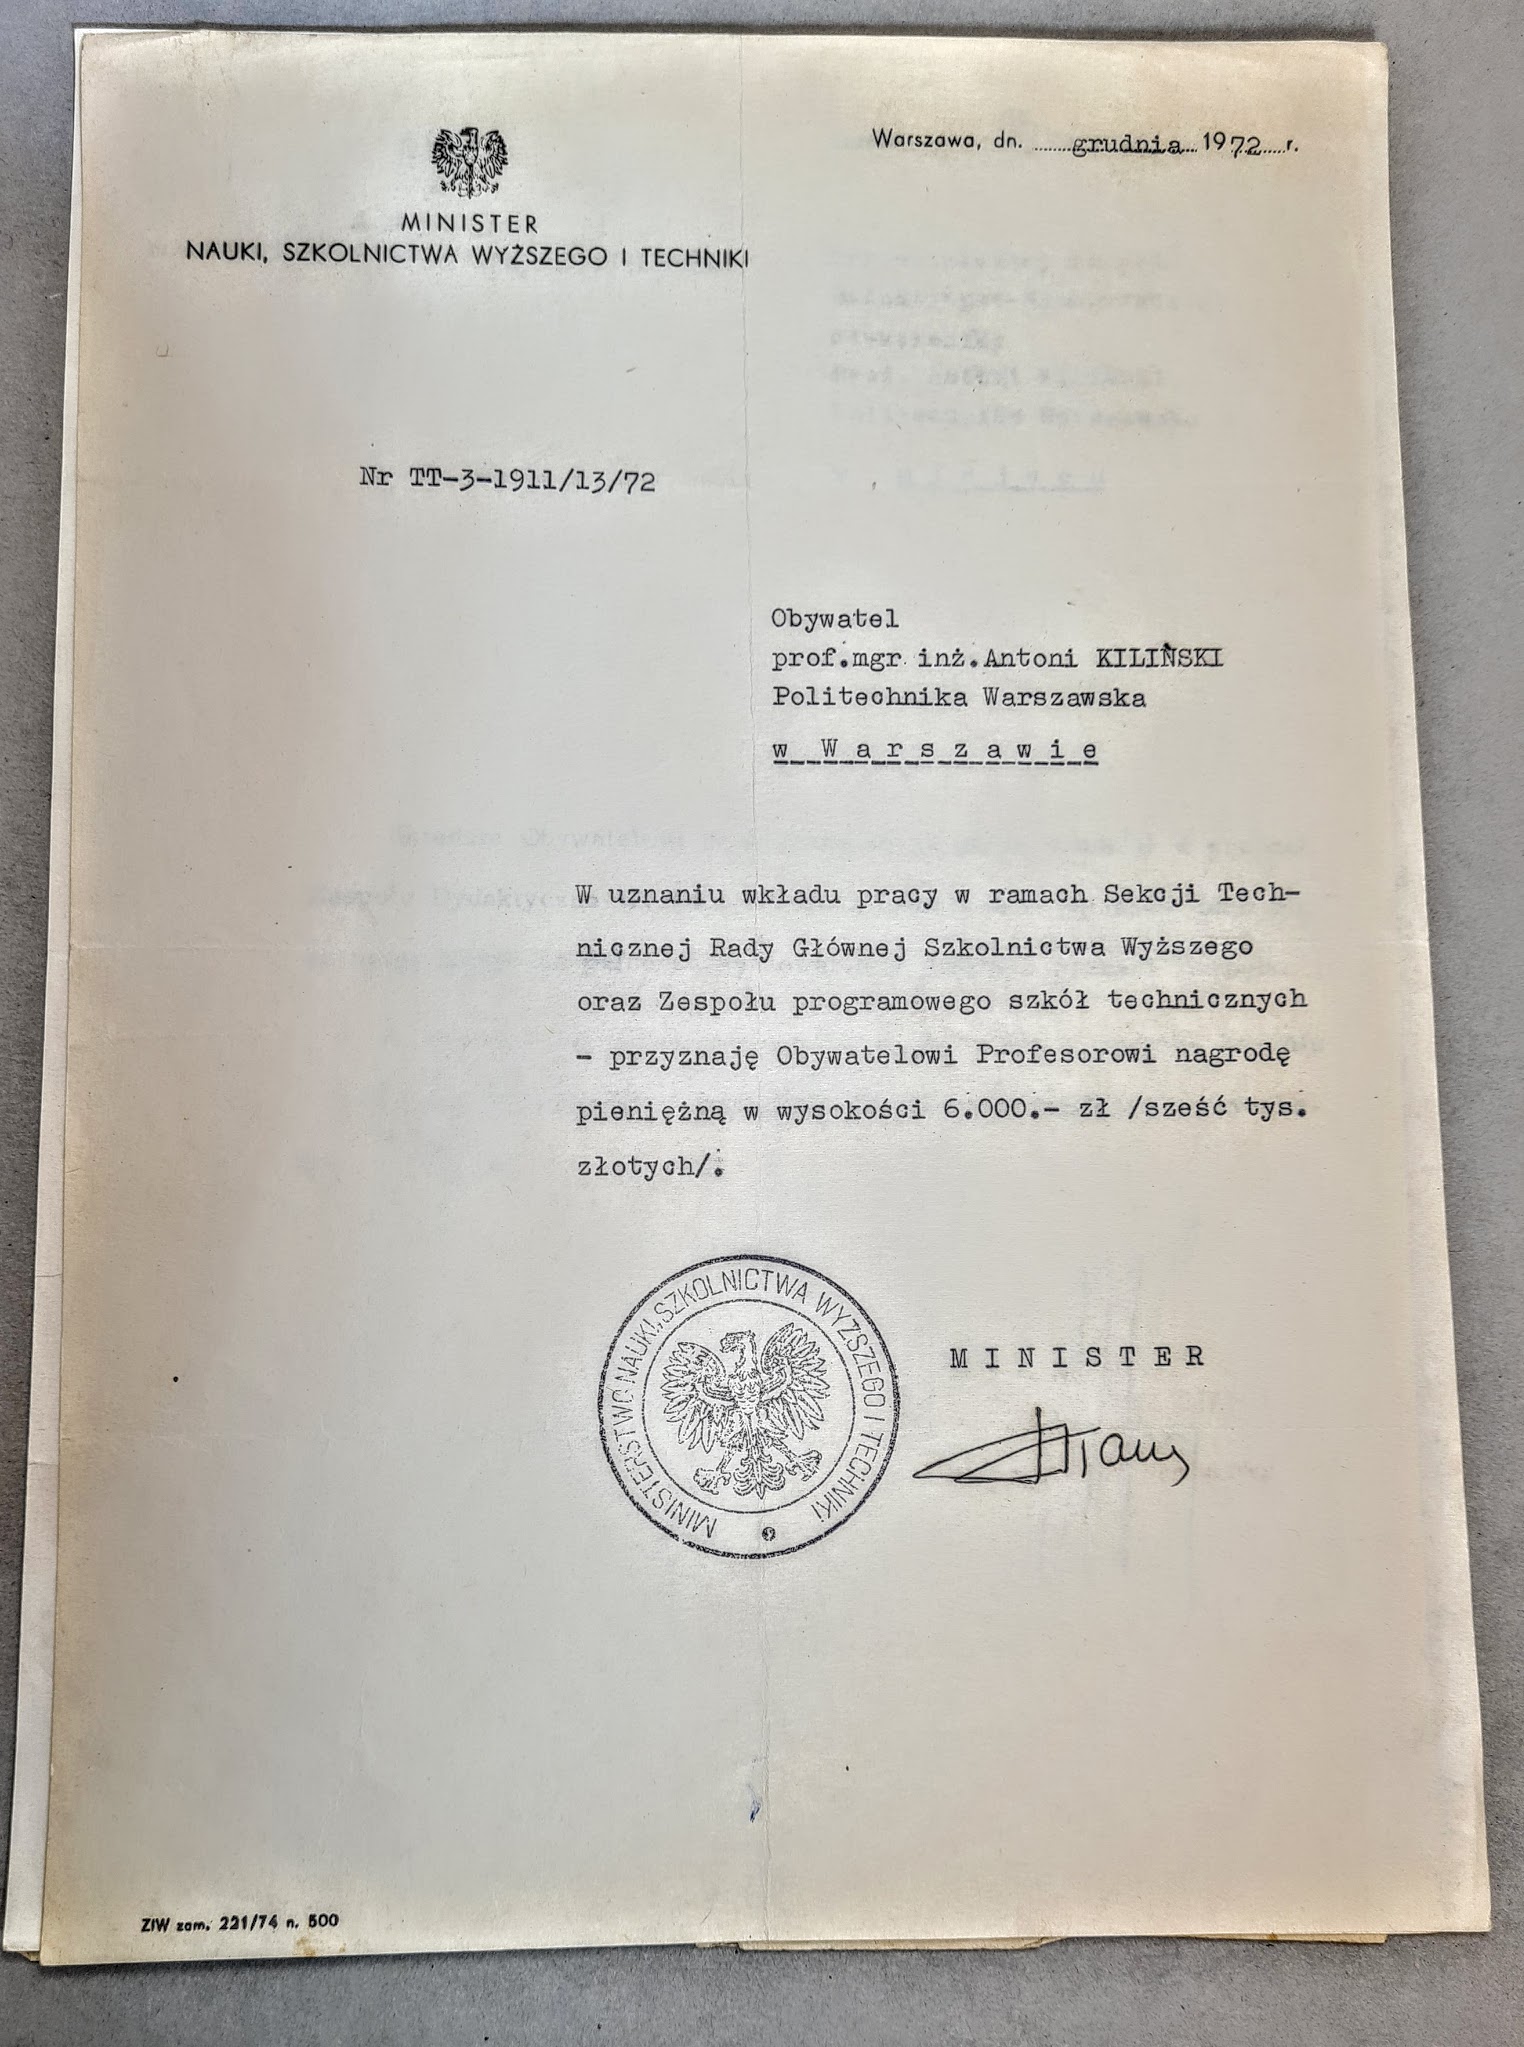 Warszawa, dn. grudnia 1972 r.
MINISTER
NAUKI, SZKOLNICTWA WYŻSZEGO I TECHNIKI
Nr TT-3-1911/13/72
Obywatel
prof.mgr inż.Antoni KILIŃSKI
Politechnika Warszawska
w Warszawie
W uznaniu wkładu pracy w ramach Sekcji Tech-
nicznej Rady Głównej Szkolnictwa Wyższego
oraz Zespołu programowego szkół technicznych
- przyznaję Obywatelowi Profesorowi nagrodę
pieniężną w wysokości 6.000.- zł /sześć tys.
złotych/.
MINISTERSTWO NAUKI, SZKOLNICTWA WYŻSZEGO I TECHNIKI
MINISTER
ZIW zam. 221/74 n. 500